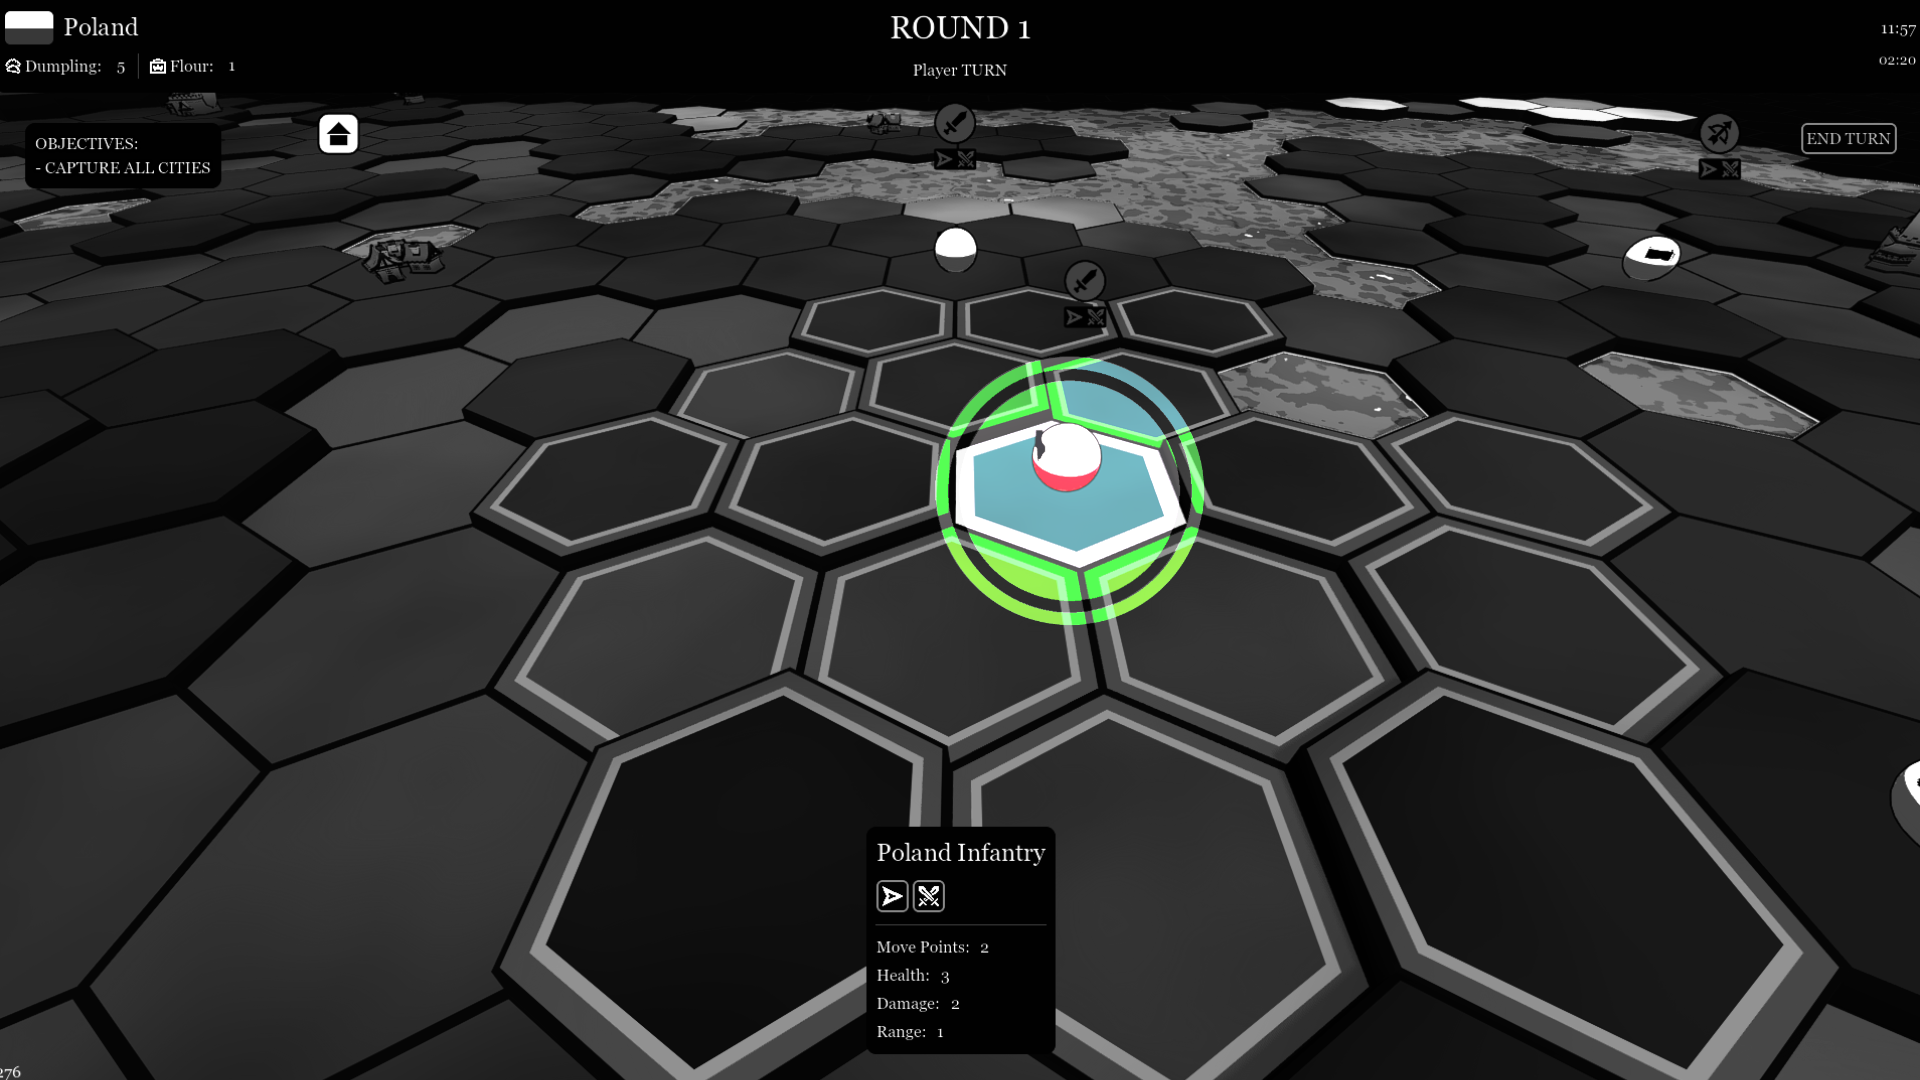 Poland
ROUND 1
11:57
Dumpling: 5 Flour: 1
Player TURN
02:20
OBJECTIVES:
- CAPTURE ALL CITIES
END TURN
Poland Infantry
Move Points: 2
Health: 3
Damage: 2
Range: 1
276